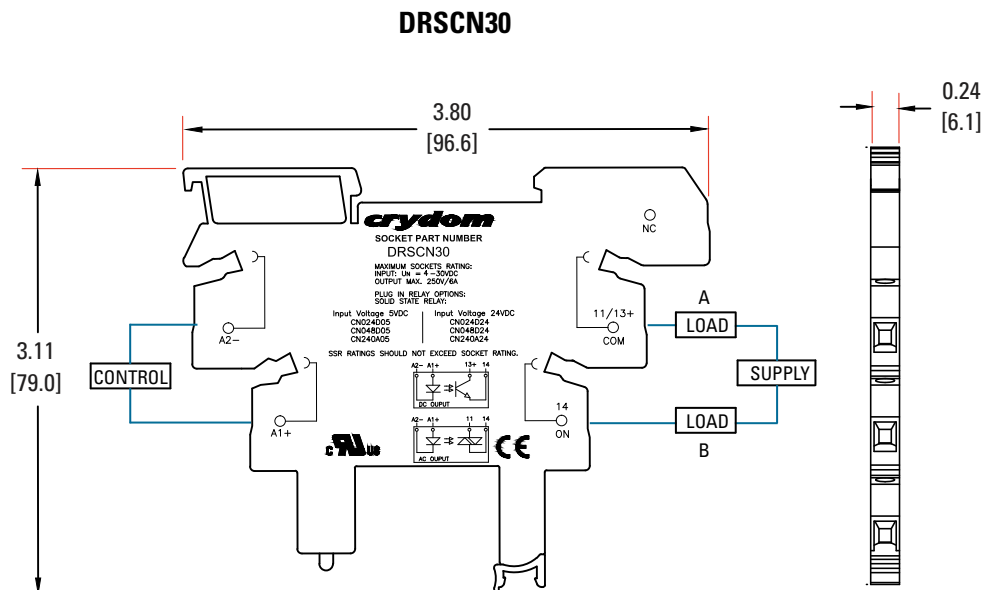 DRSCN30
3.80
[96.6]
0.24
[6.1]
3.11
[79.0]
crydom
SOCKET PART NUMBER
DRSCN30
MAXIMUM SOCKETS RATING:
INPUT: UN = 4-30VDC
OUTPUT MAX. 250V/6A
PLUG IN RELAY OPTIONS:
SOLID STATE RELAY:
Input Voltage 5VDC
CN024D05
CN048D05
CN240A05
Input Voltage 24VDC
CN024D24
CN048D24
CN240A24
SSR RATINGS SHOULD NOT EXCEED SOCKET RATING.
A2- A1+ 13+ 14
DC OUPUT
A2- A1+ 11 14
AC OUPUT
NC
A2-
A1+
11/13+
COM
14
ON
CONTROL
A
LOAD
SUPPLY
LOAD
B
c RU us
CE